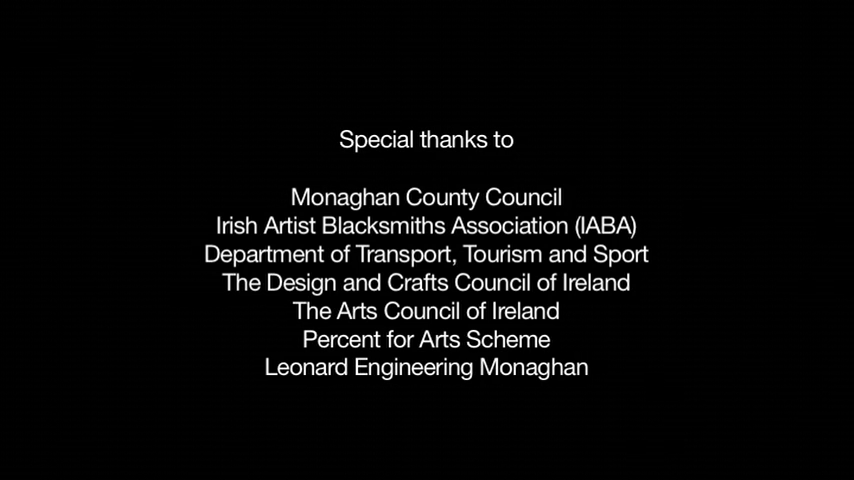 Special thanks to
Monaghan County Council
Irish Artist Blacksmiths Association (IABA)
Department of Transport, Tourism and Sport
The Design and Crafts Council of Ireland
The Arts Council of Ireland
Percent for Arts Scheme
Leonard Engineering Monaghan